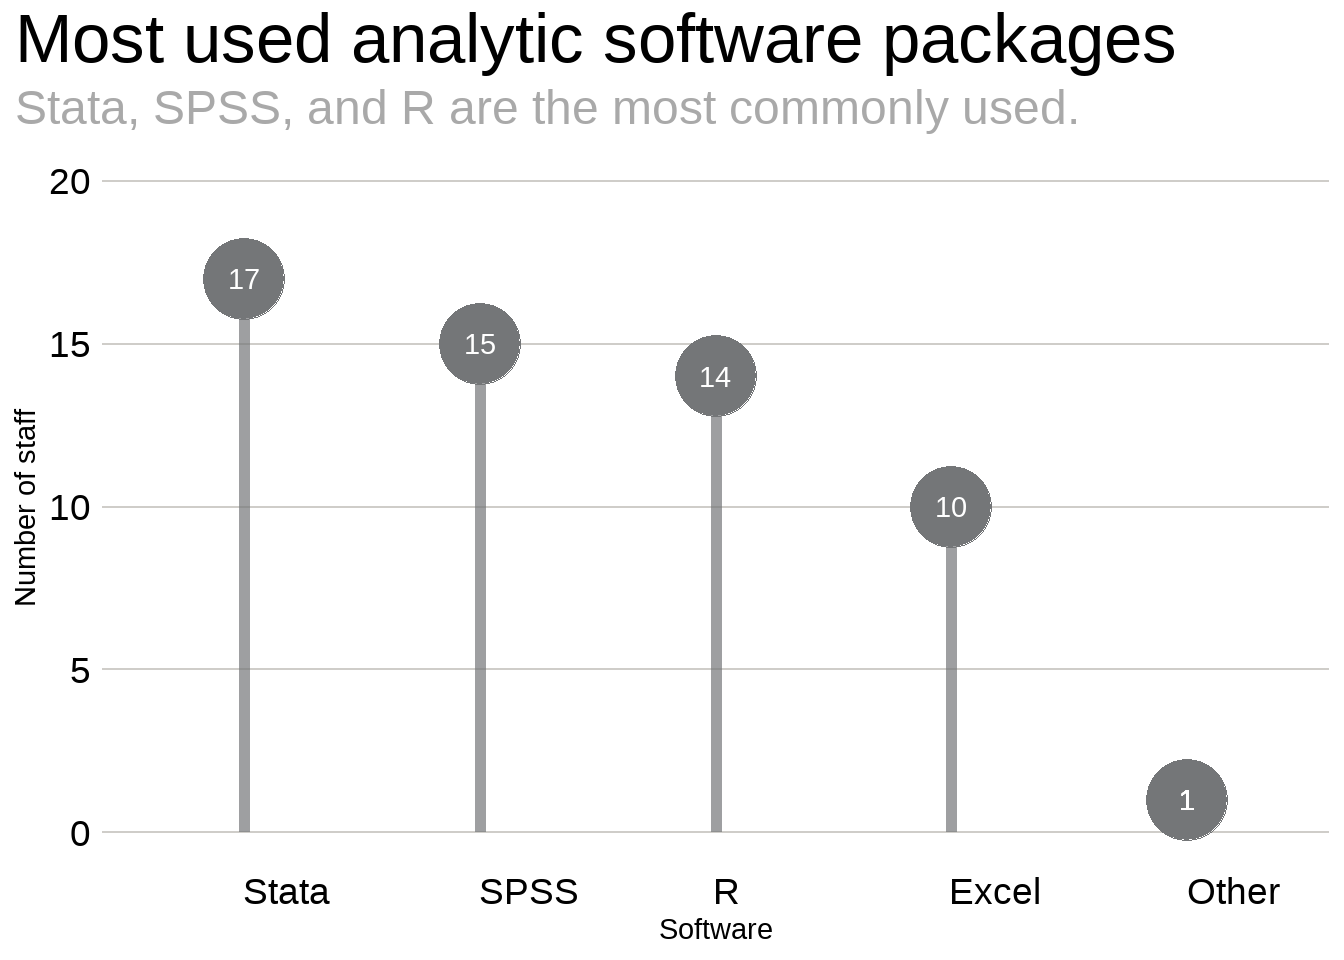 Most used analytic software packages
Stata, SPSS, and R are the most commonly used.
20
17
15
15
14
Number of staff
10
10
5
1
0
Stata SPSS R Excel Other
Software